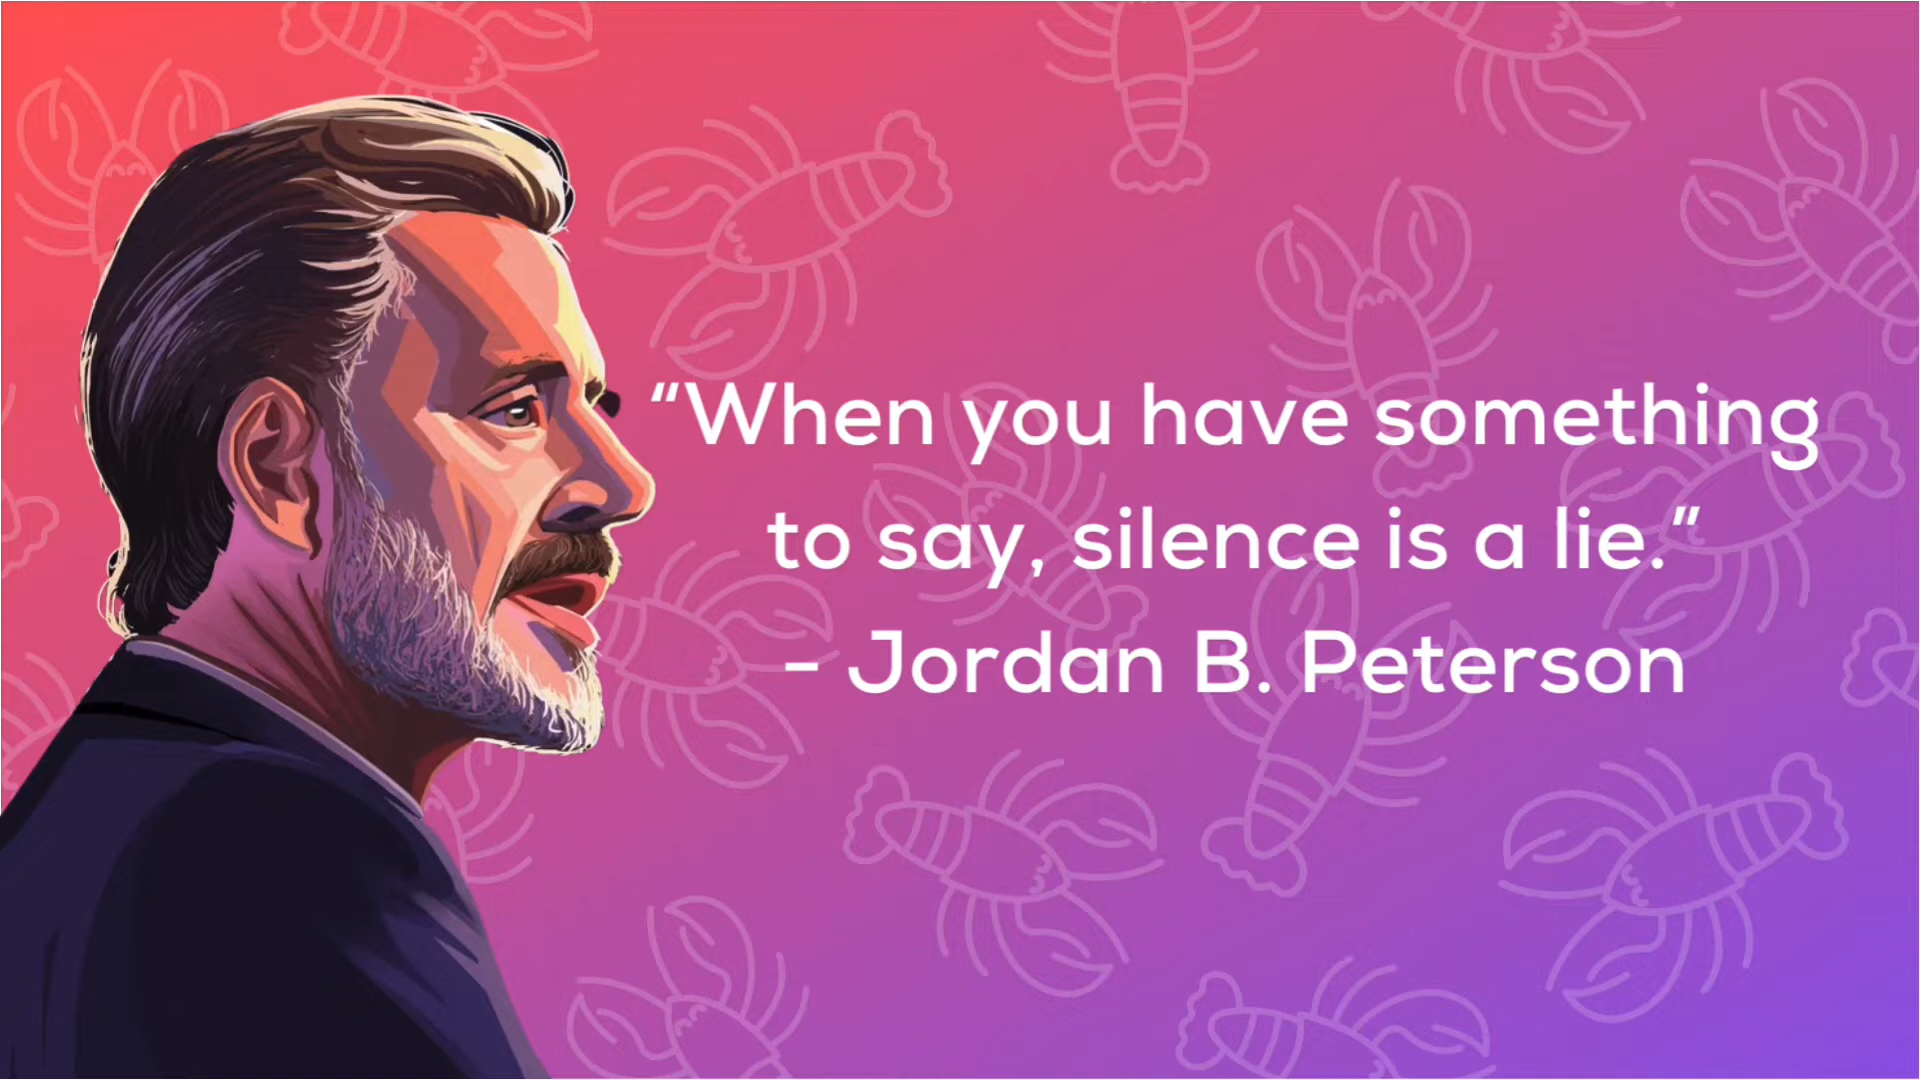 “When you have something
to say, silence is a lie.“
- Jordan B. Peterson